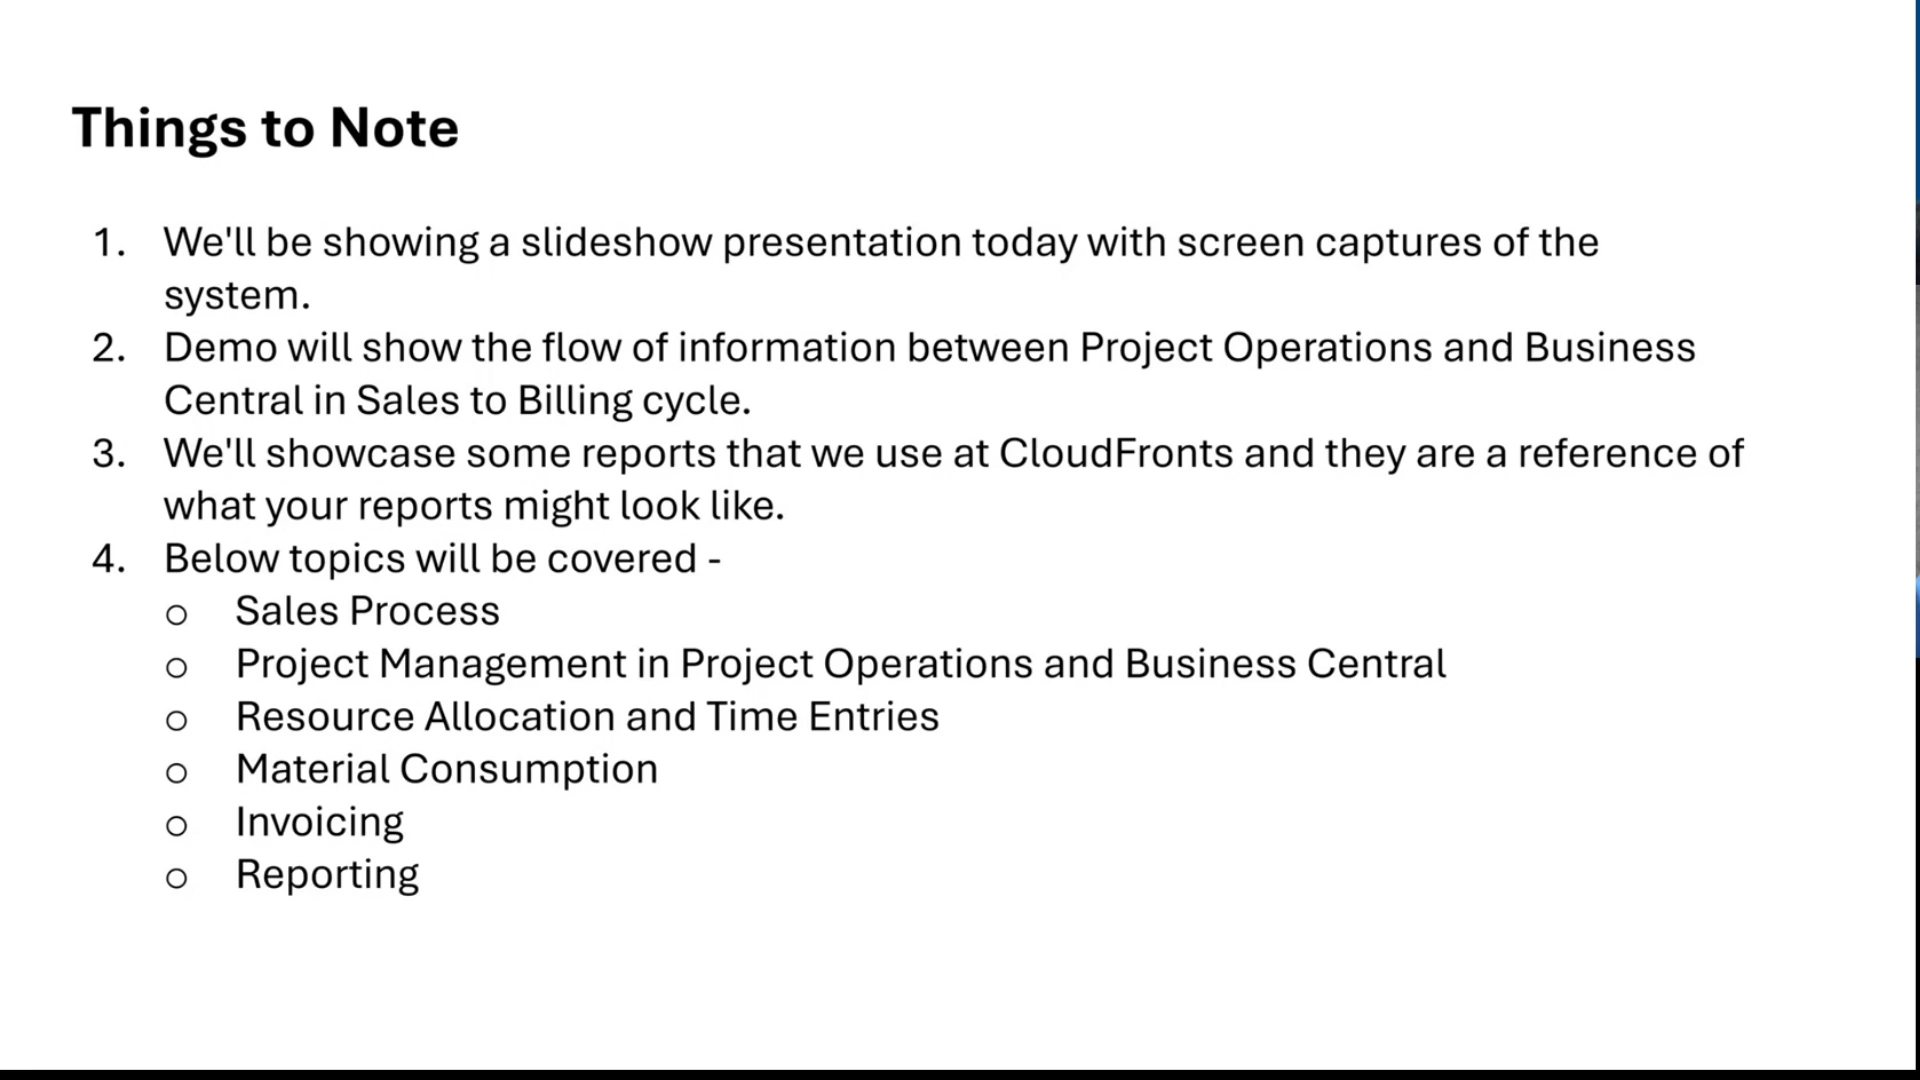 Things to Note
1. We'll be showing a slideshow presentation today with screen captures of the
system.
2. Demo will show the flow of information between Project Operations and Business
Central in Sales to Billing cycle.
3. We'll showcase some reports that we use at CloudFronts and they are a reference of
what your reports might look like.
4. Below topics will be covered -
o Sales Process
o Project Management in Project Operations and Business Central
o Resource Allocation and Time Entries
o Material Consumption
o Invoicing
o Reporting